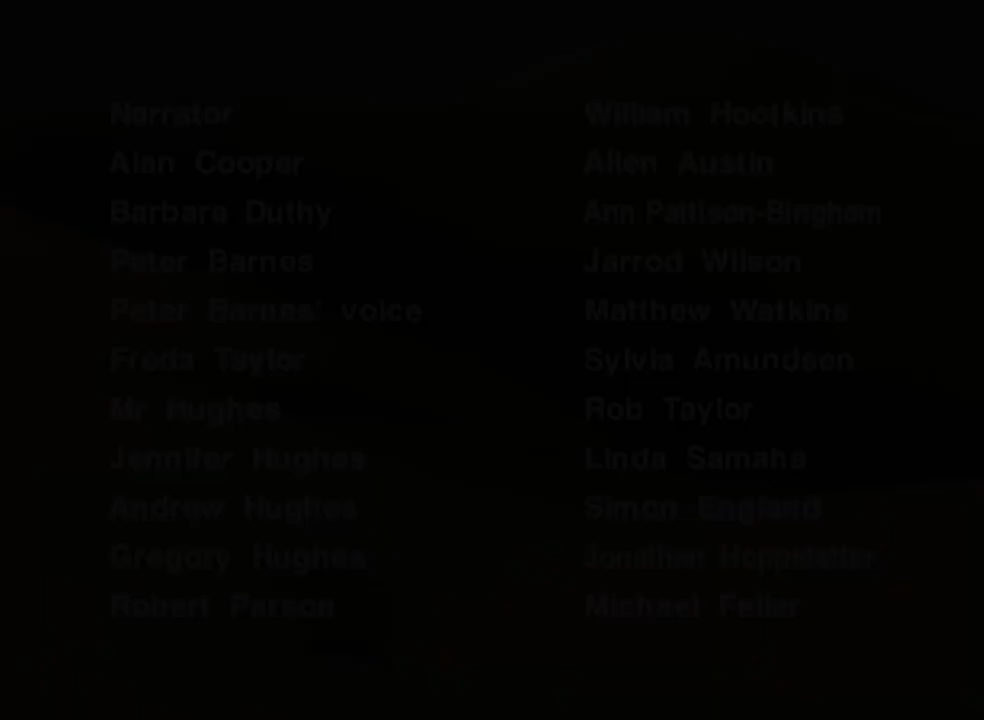 Narrator William Hootkins
Alan Cooper Allen Austin
Barbara Duthy Ann Pattison-Bingham
Peter Barnes Jarrod Wilson
Peter Barnes' voice Matthew Watkins
Freda Taylor Sylvia Amundsen
Mr Hughes Rob Taylor
Jennifer Hughes Linda Samaha
Andrew Hughes Simon England
Gregory Hughes Jonathan
Robert Parson Michael Feller